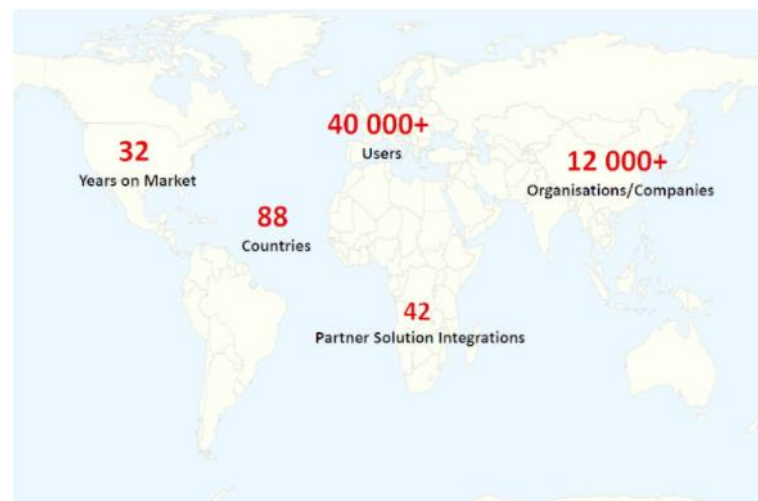 40 000+
Users
32
Years on Market
12 000+
Organisations/Companies
88
Countries
42
Partner Solution Integrations